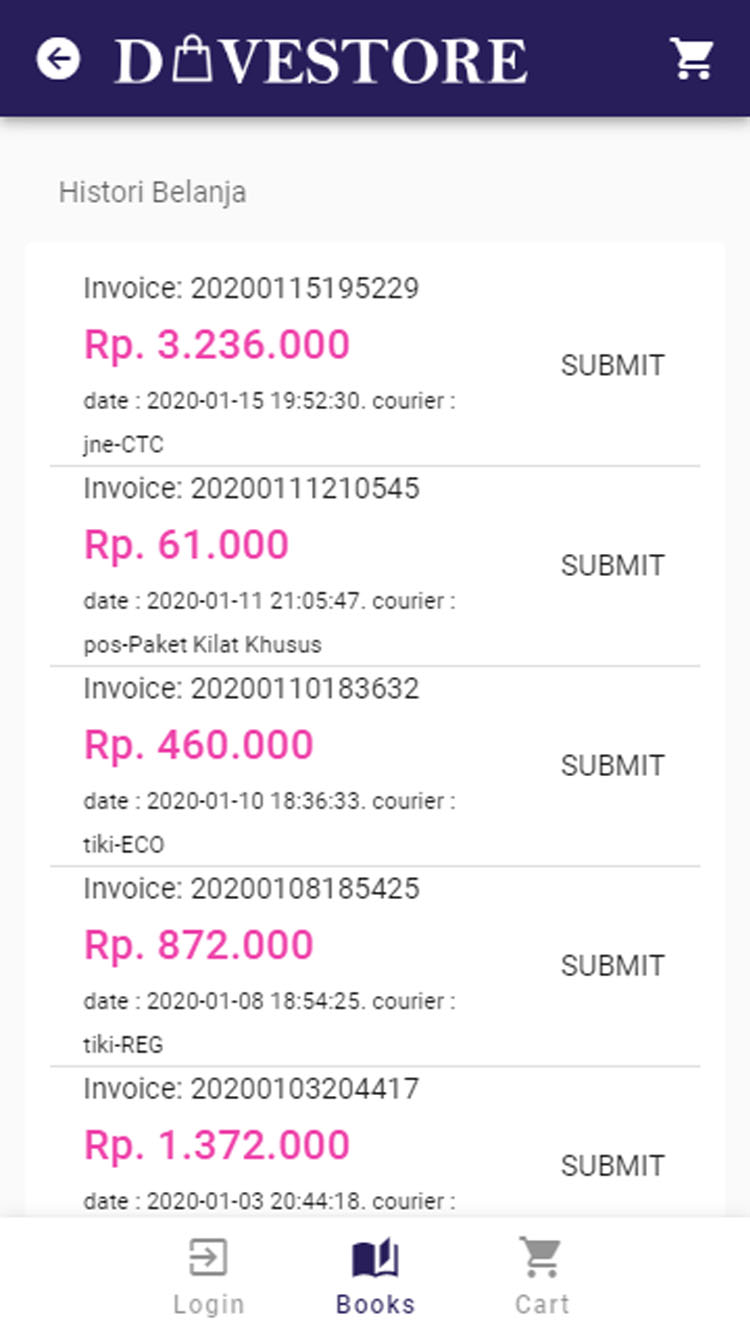 DAVESTORE
Histori Belanja
Invoice: 20200115195229
Rp. 3.236.000
SUBMIT
date : 2020-01-15 19:52:30. courier :
jne-CTC
Invoice: 20200111210545
Rp. 61.000
SUBMIT
date : 2020-01-11 21:05:47. courier :
pos-Paket Kilat Khusus
Invoice: 20200110183632
Rp. 460.000
SUBMIT
date : 2020-01-10 18:36:33. courier :
tiki-ECO
Invoice: 20200108185425
Rp. 872.000
SUBMIT
date : 2020-01-08 18:54:25. courier :
tiki-REG
Invoice: 20200103204417
Rp. 1.372.000
SUBMIT
date : 2020-01-03 20:44:18. courier :
Login
Books
Cart